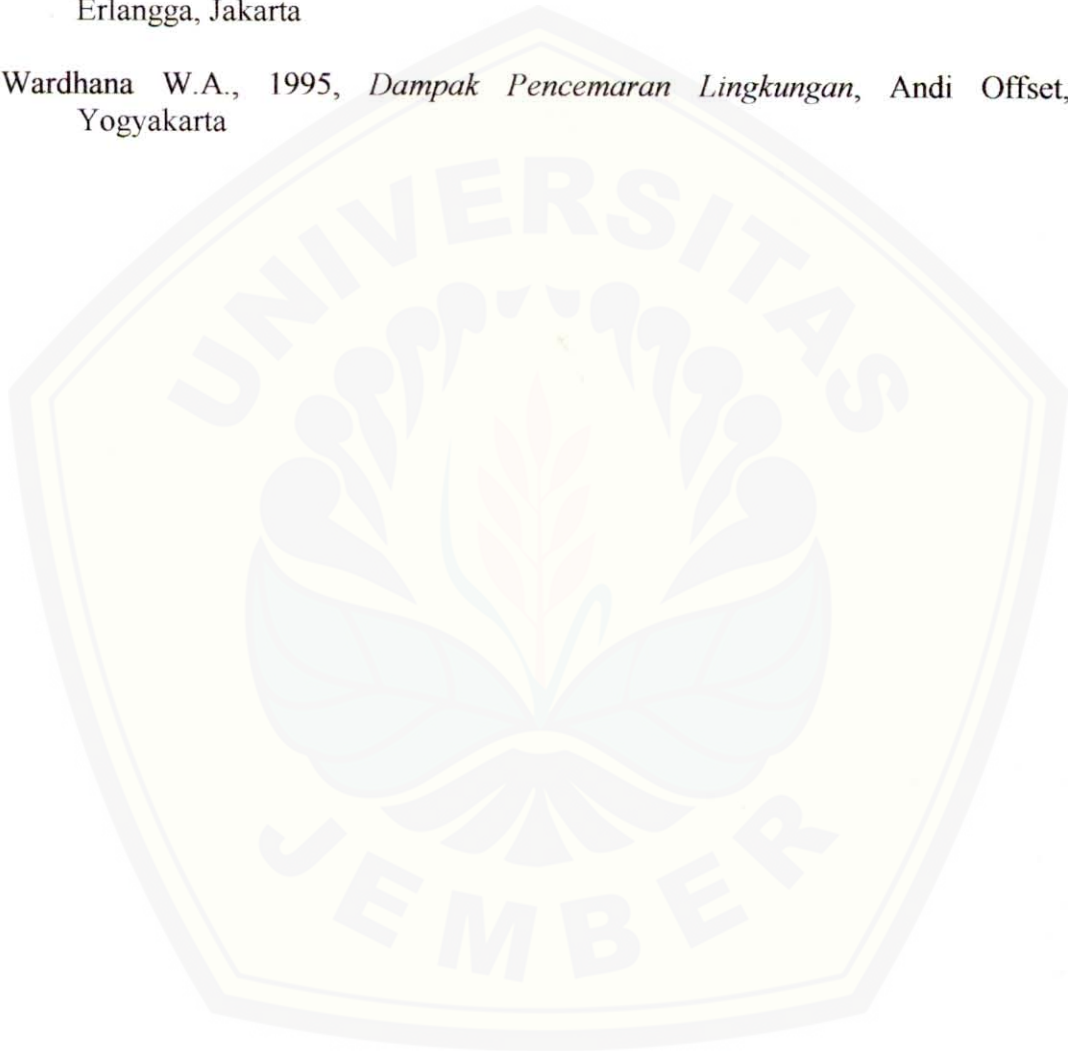 Erlangga, Jakarta
Wardhana W.A., 1995, Dampak Pencemaran Lingkungan, Andi Offset,
Yogyakarta
UNIVERSITAS
JEMBER